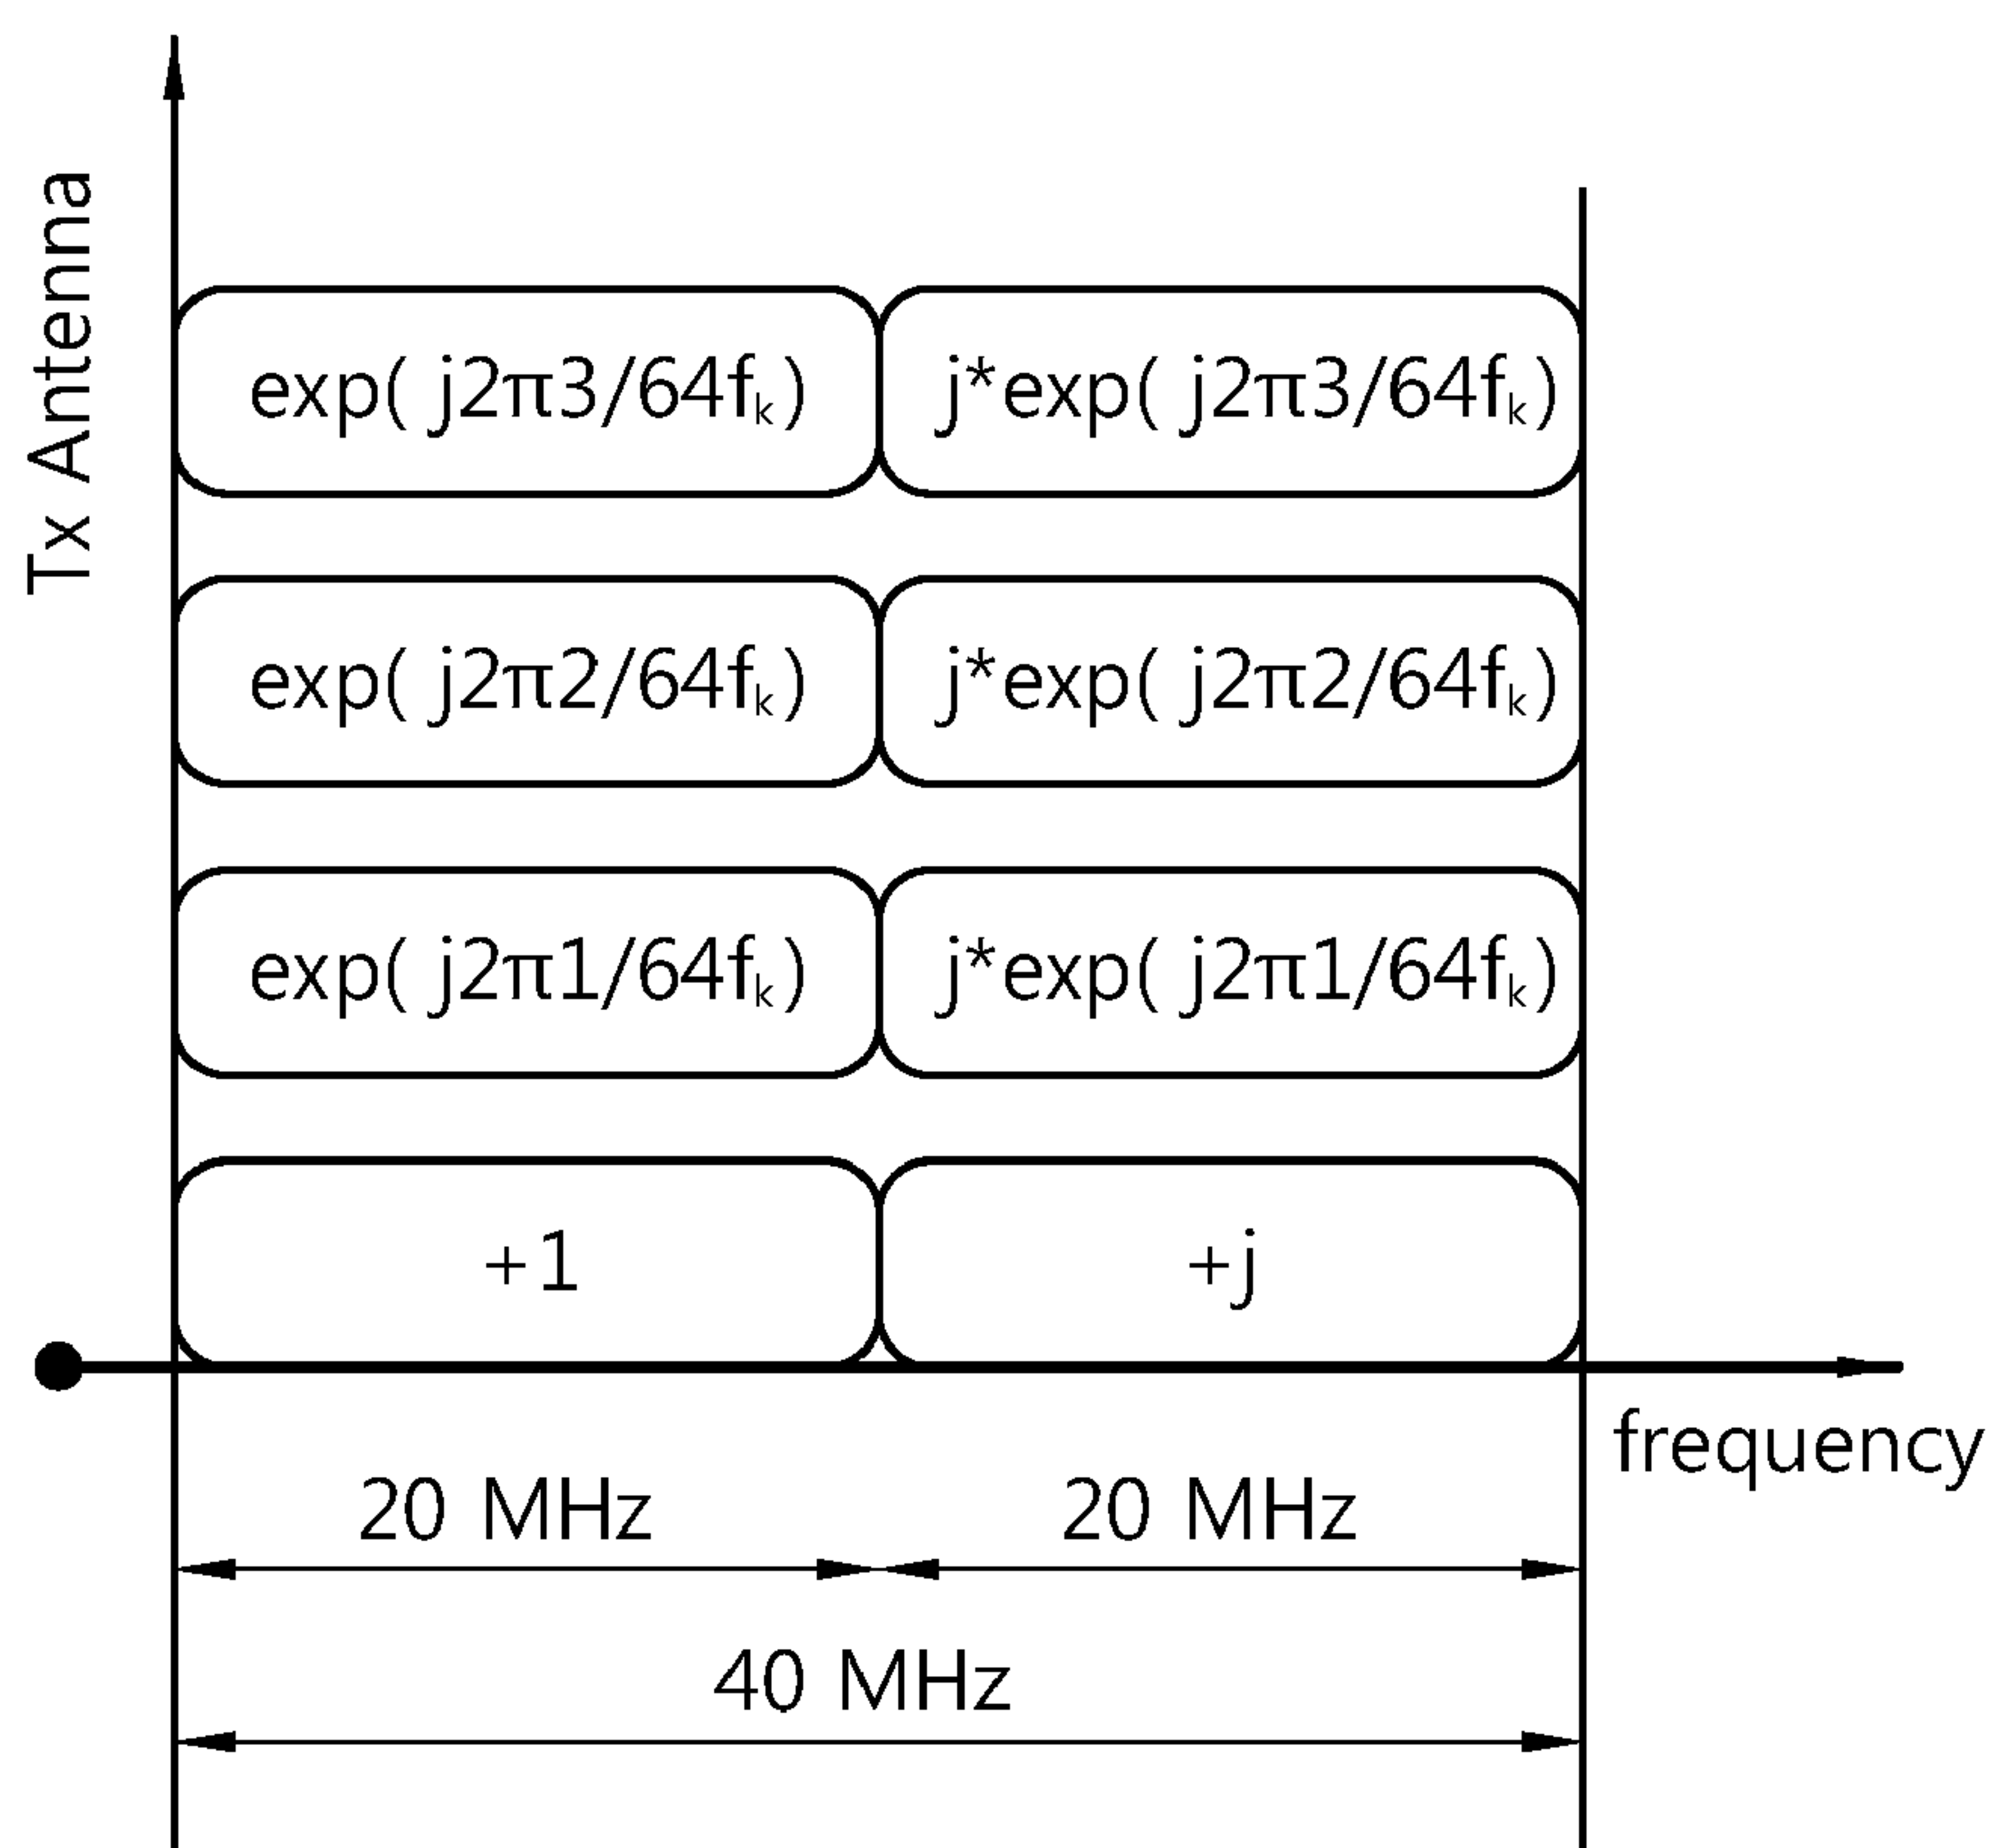 Tx Antenna
exp( j2π3/64fₖ) j*exp( j2π3/64fₖ)
exp( j2π2/64fₖ) j*exp( j2π2/64fₖ)
exp( j2π1/64fₖ) j*exp( j2π1/64fₖ)
+1 +j
frequency
20 MHz 20 MHz
40 MHz